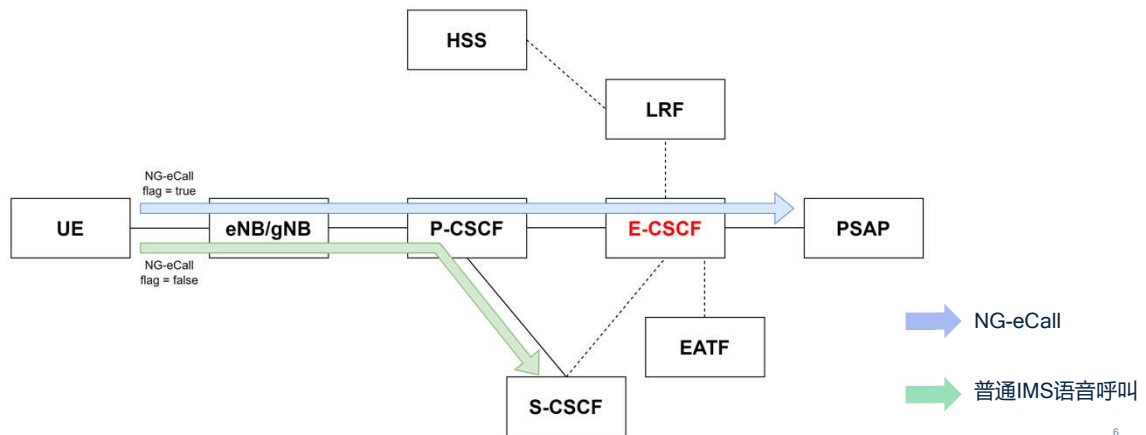 HSS
LRF
NG-eCall
flag = true
UE
eNB/gNB
P-CSCF
E-CSCF
PSAP
NG-eCall
flag = false
NG-eCall
EATF
普通IMS语音呼叫
S-CSCF
6